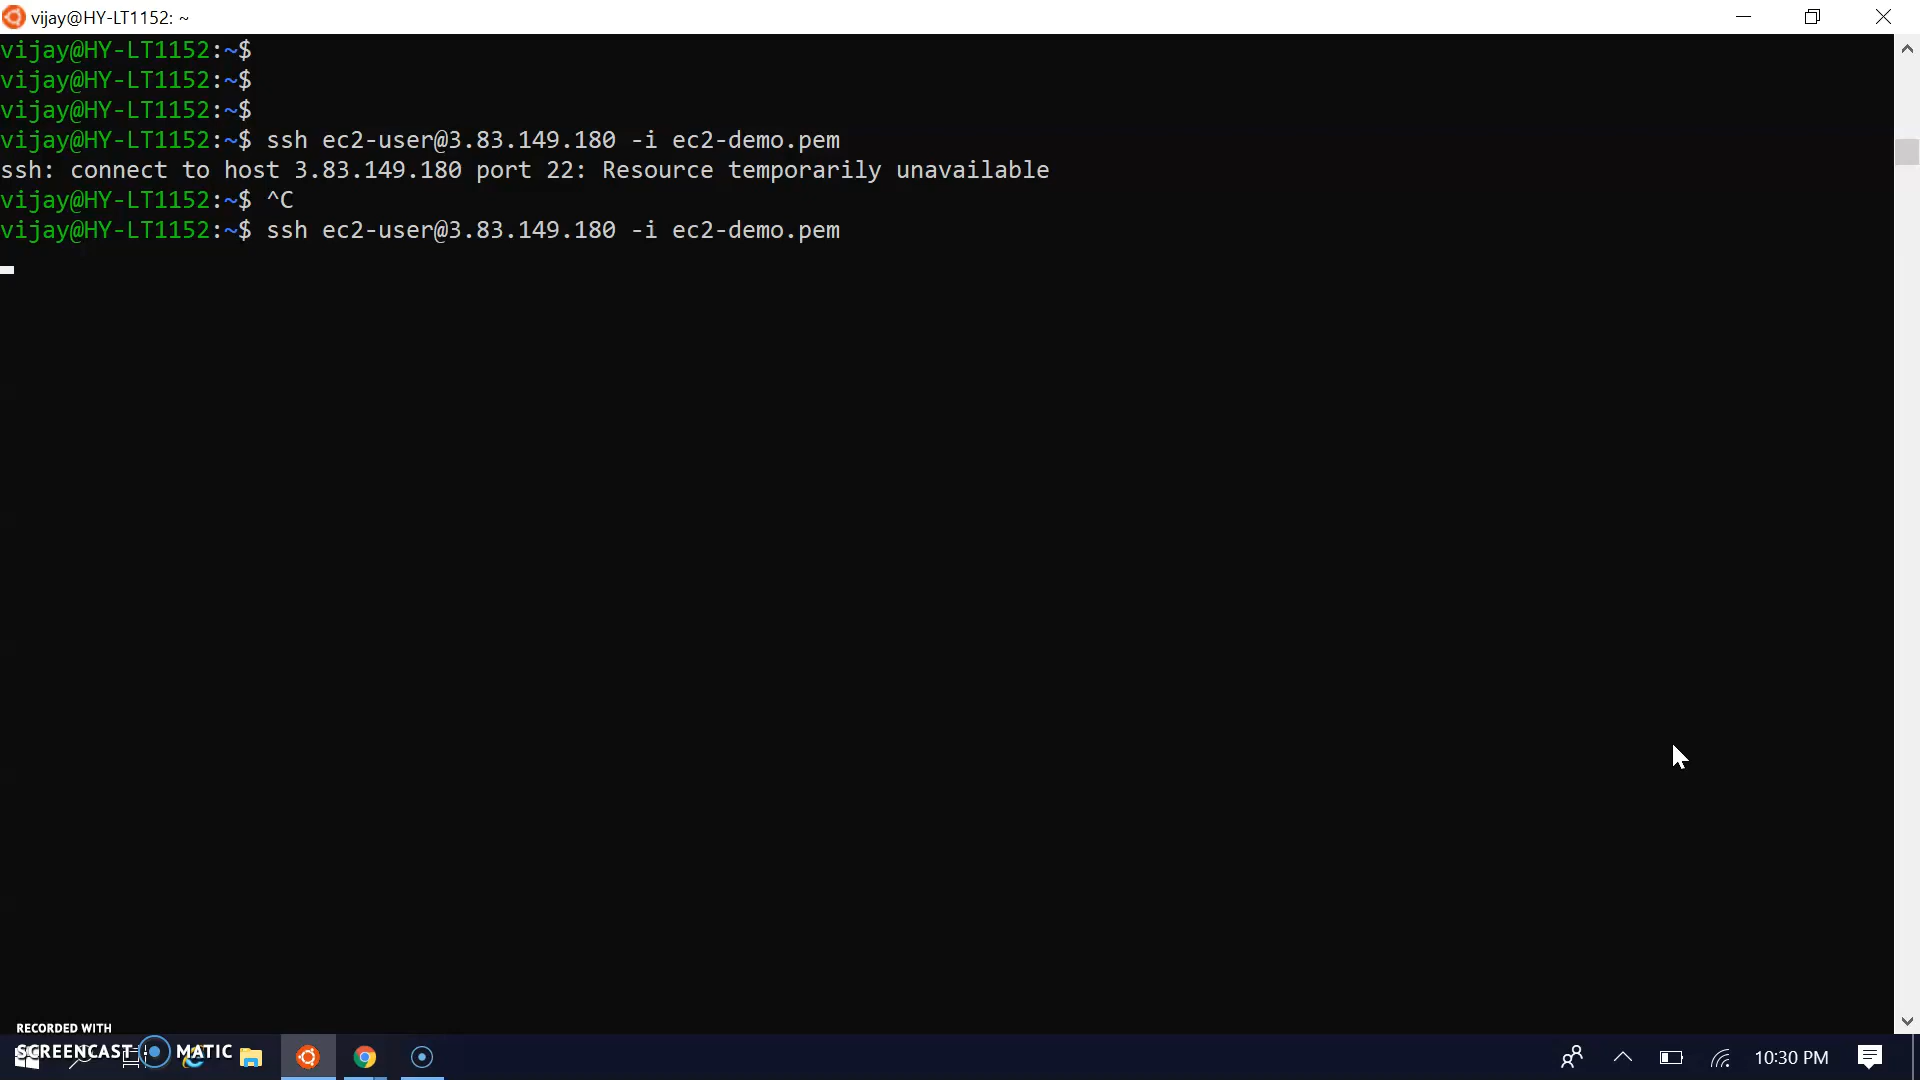 vijay@HY-LT1152: ~
vijay@HY-LT1152:~$
vijay@HY-LT1152:~$
vijay@HY-LT1152:~$
vijay@HY-LT1152:~$ ssh ec2-user@3.83.149.180 -i ec2-demo.pem
ssh: connect to host 3.83.149.180 port 22: Resource temporarily unavailable
vijay@HY-LT1152:~$ ^C
vijay@HY-LT1152:~$ ssh ec2-user@3.83.149.180 -i ec2-demo.pem
RECORDED WITH
SCREENCAST MATIC
10:30 PM